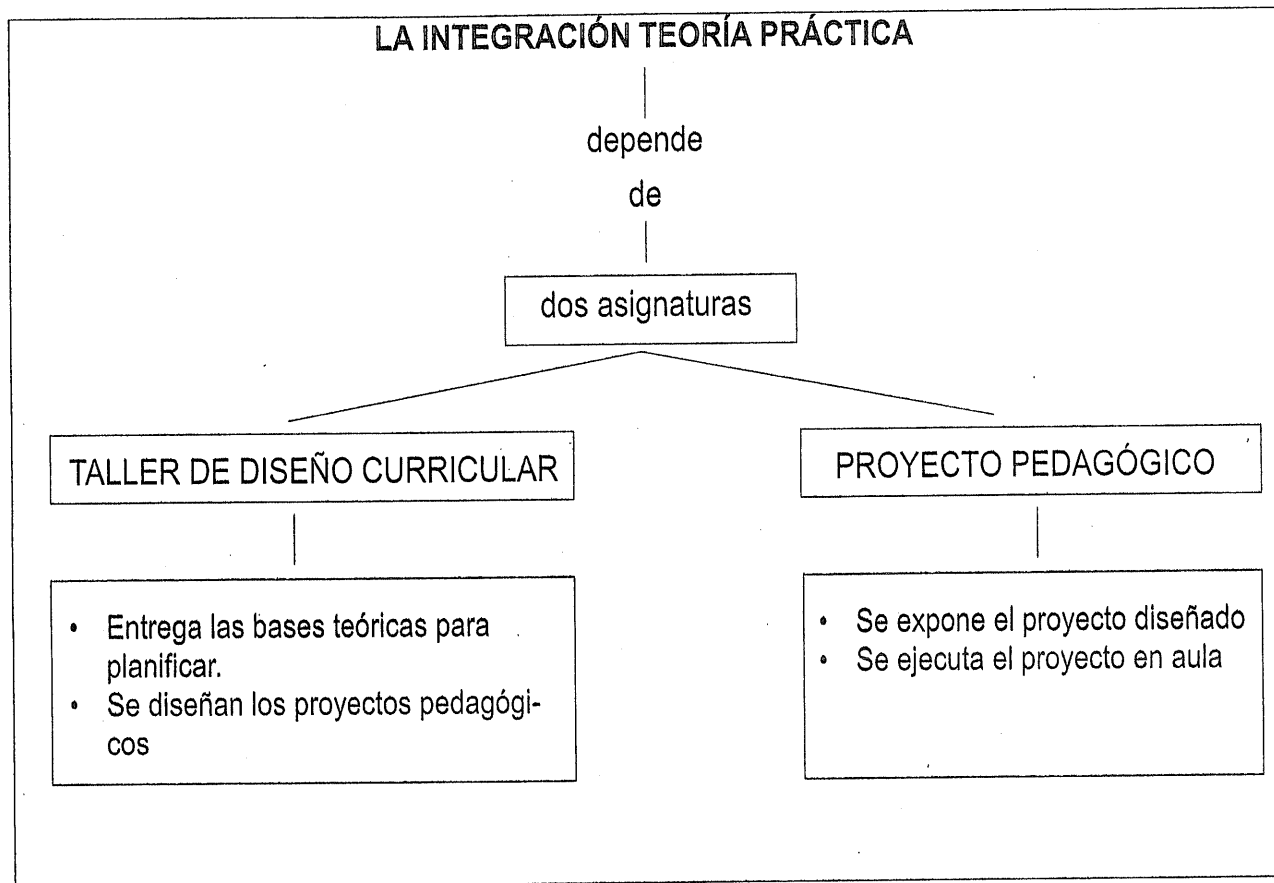 LA INTEGRACIÓN TEORÍA PRÁCTICA
depende
de
dos asignaturas
TALLER DE DISEÑO CURRICULAR
• Entrega las bases teóricas para
planificar.
• Se diseñan los proyectos pedagógi-
cos
PROYECTO PEDAGÓGICO
• Se expone el proyecto diseñado
• Se ejecuta el proyecto en aula